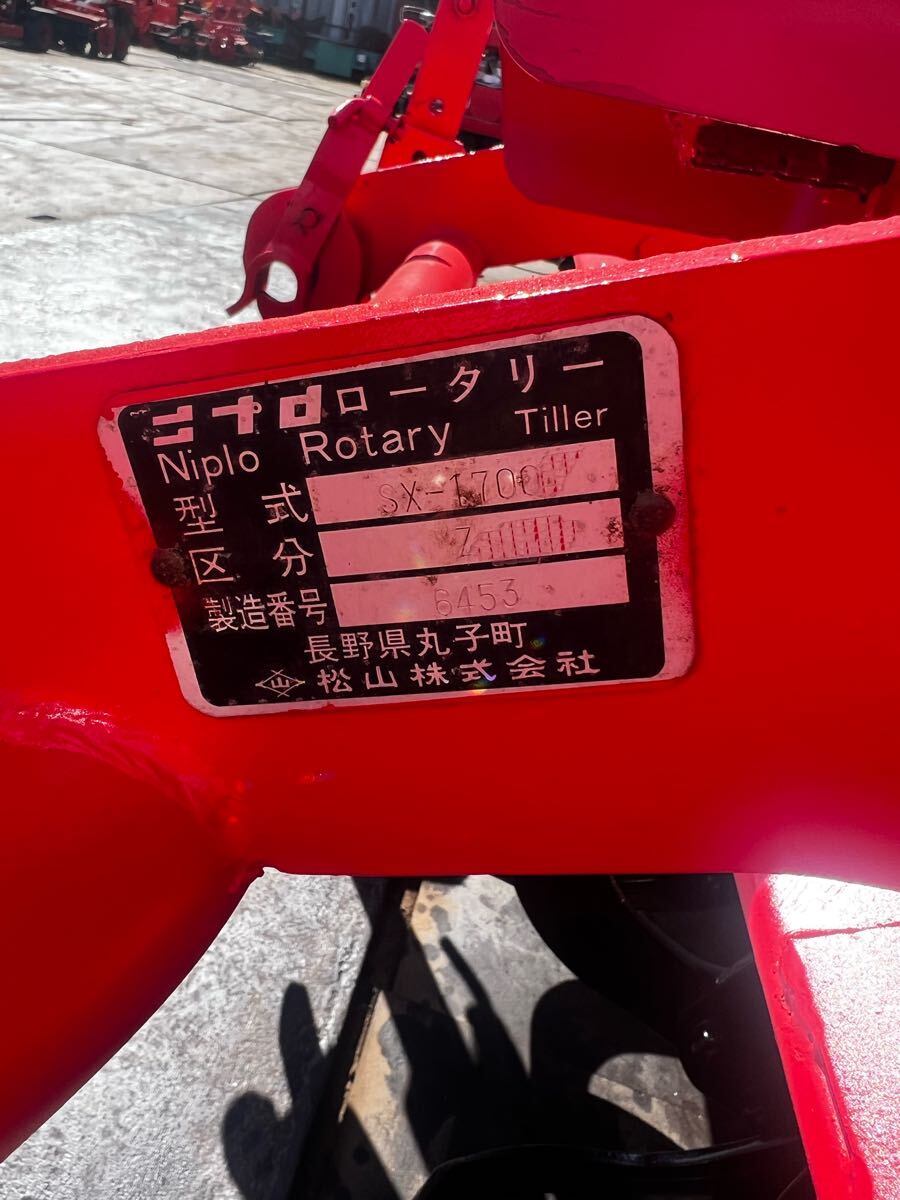 ニプロロータリー
Niplo Rotary Tiller
型式 SX-1700
区分 Z
製造番号 6453
長野県丸子町
山 松山株式会社